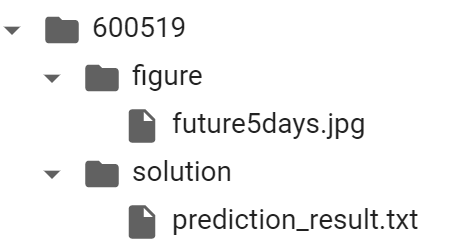 600519
figure
future5days.jpg
solution
prediction_result.txt